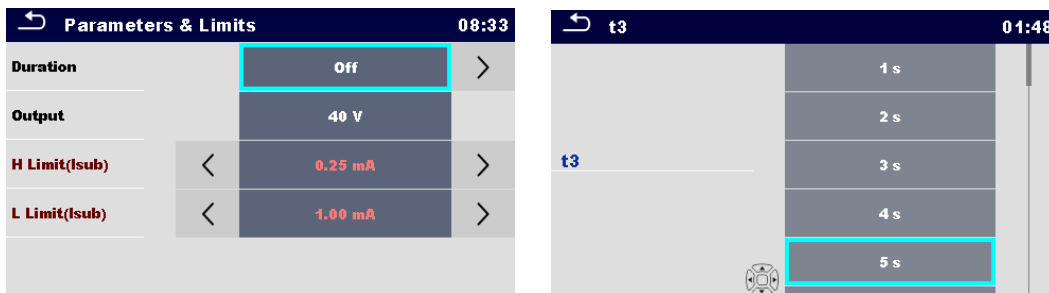 Parameters & Limits 08:33
Duration Off
Output 40 V
H Limit(Isub) 0.25 mA
L Limit(Isub) 1.00 mA
t3 01:48
1 s
2 s
t3 3 s
4 s
5 s